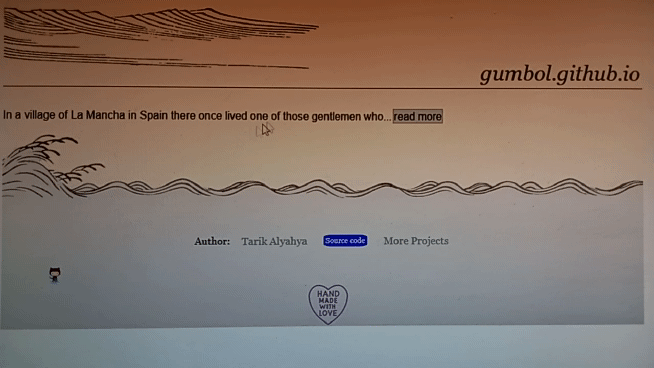 gumbol.github.io
In a village of La Mancha in Spain there once lived one of those gentlemen who... read more
Author: Tarik Alyahya Source code More Projects
HAND
MADE
WITH
LOVE